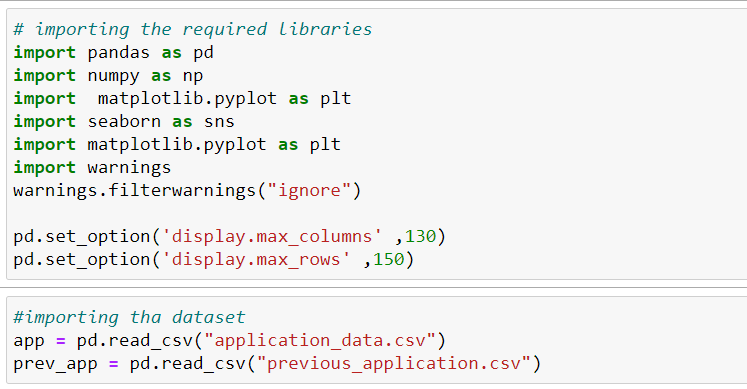 # importing the required libraries
import pandas as pd
import numpy as np
import  matplotlib.pyplot as plt
import seaborn as sns
import matplotlib.pyplot as plt
import warnings
warnings.filterwarnings("ignore")
pd.set_option('display.max_columns' ,130)
pd.set_option('display.max_rows' ,150)
#importing tha dataset
app = pd.read_csv("application_data.csv")
prev_app = pd.read_csv("previous_application.csv")